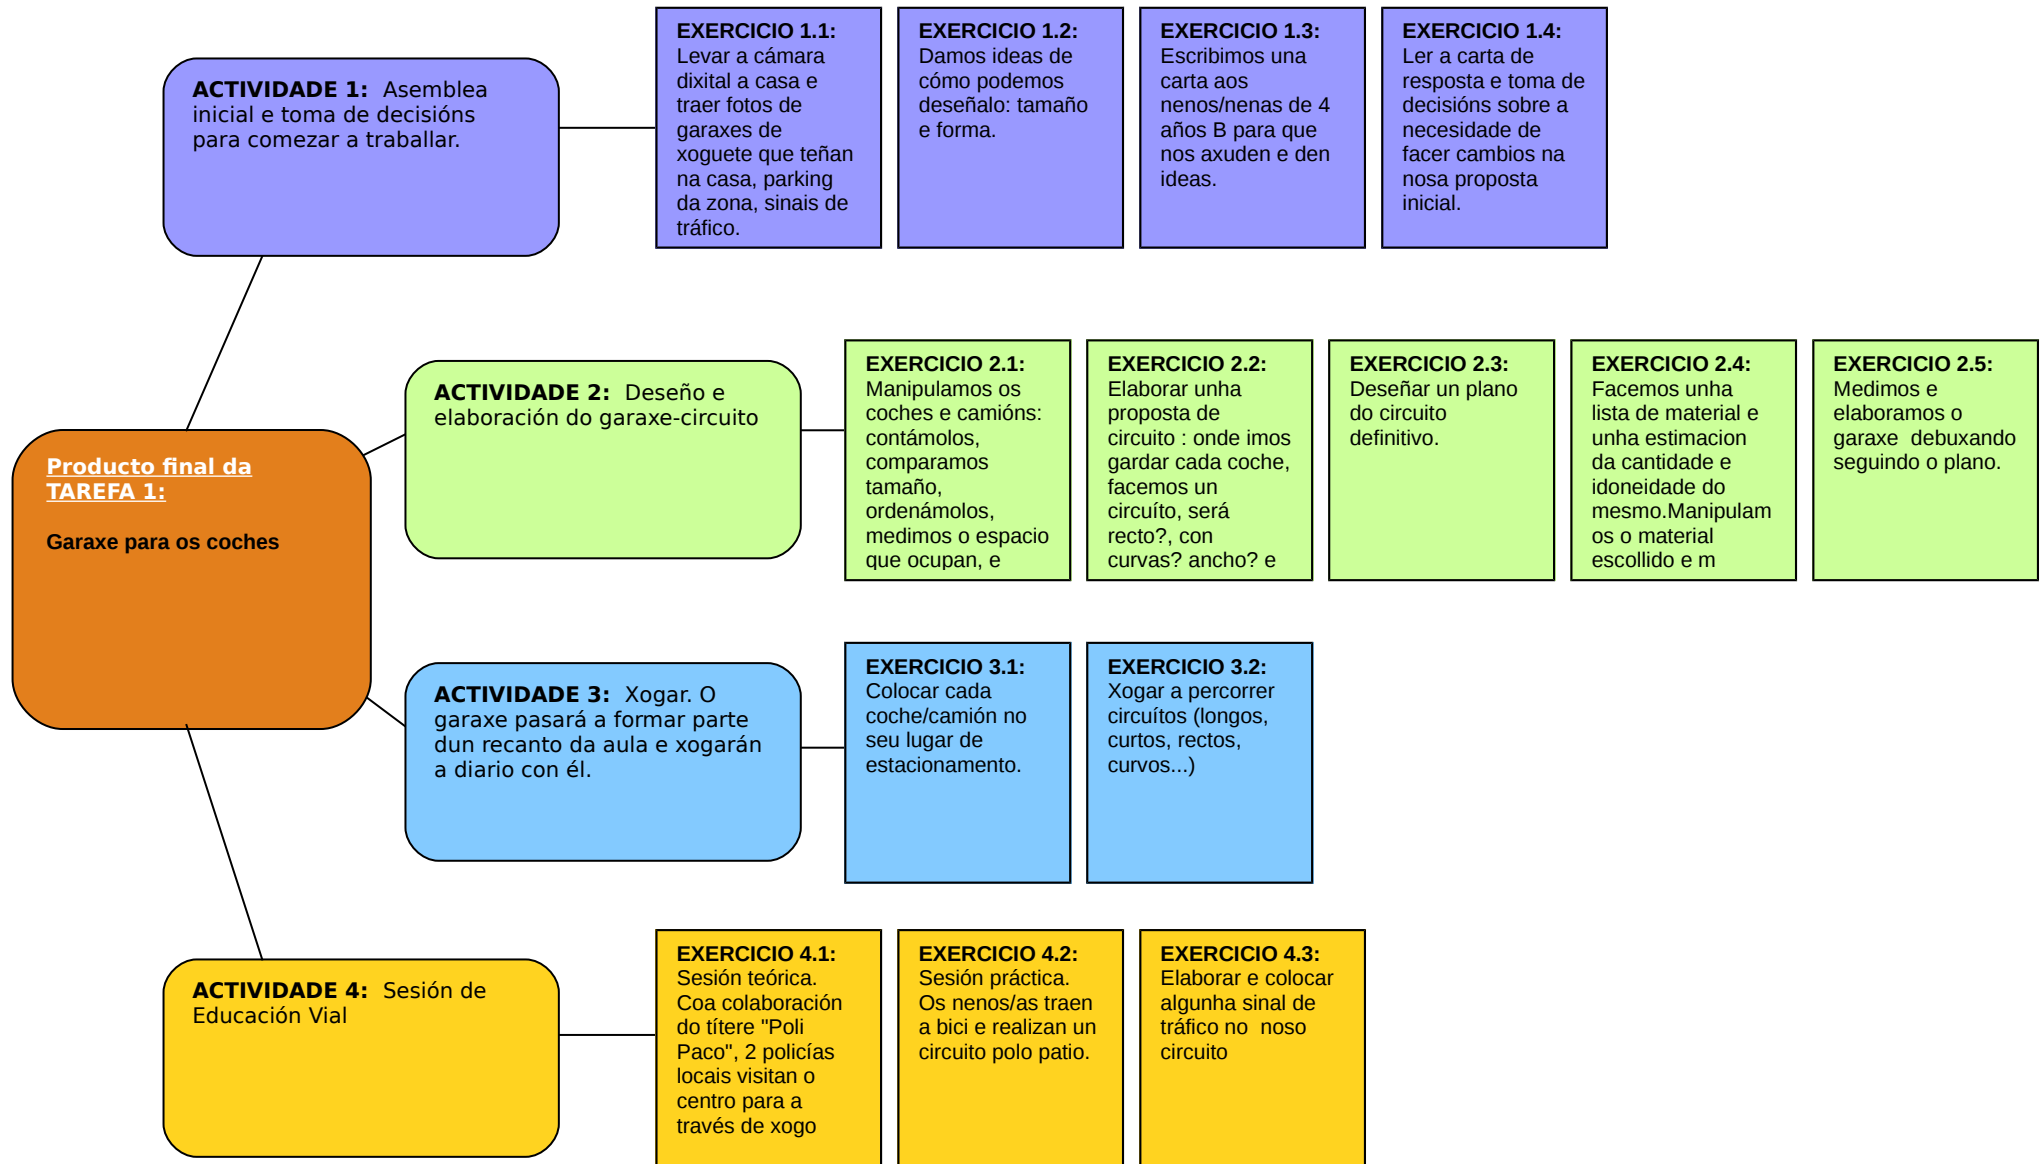 ACTIVIDADE 1:  Asemblea
inicial e toma de decisións
para comezar a traballar.
EXERCICIO 1.1:
Levar a cámara
dixital a casa e
traer fotos de
garaxes de
xoguete que teñan
na casa, parking
da zona, sinais de
tráfico.
EXERCICIO 1.2:
Damos ideas de
cómo podemos
deseñalo: tamaño
e forma.
EXERCICIO 1.3:
Escribimos una
carta aos
nenos/nenas de 4
años B para que
nos axuden e den
ideas.
EXERCICIO 1.4:
Ler a carta de
resposta e toma de
decisións sobre a
necesidade de
facer cambios na
nosa proposta
inicial.
Producto final da
TAREFA 1:
Garaxe para os coches
ACTIVIDADE 2:  Deseño e
elaboración do garaxe-circuito
EXERCICIO 2.1:
Manipulamos os
coches e camións:
contámolos,
comparamos
tamaño,
ordenámolos,
medimos o espacio
que ocupan, e
EXERCICIO 2.2:
Elaborar unha
proposta de
circuito : onde imos
gardar cada coche,
facemos un
circuíto, será
recto?, con
curvas? ancho? e
EXERCICIO 2.3:
Deseñar un plano
do circuito
definitivo.
EXERCICIO 2.4:
Facemos unha
lista de material e
unha estimacion
da cantidade e
idoneidade do
mesmo.Manipulam
os o material
escollido e m
EXERCICIO 2.5:
Medimos e
elaboramos o
garaxe  debuxando
seguindo o plano.
ACTIVIDADE 3:  Xogar. O
garaxe pasará a formar parte
dun recanto da aula e xogarán
a diario con él.
EXERCICIO 3.1:
Colocar cada
coche/camión no
seu lugar de
estacionamento.
EXERCICIO 3.2:
Xogar a percorrer
circuítos (longos,
curtos, rectos,
curvos...)
ACTIVIDADE 4:  Sesión de
Educación Vial
EXERCICIO 4.1:
Sesión teórica.
Coa colaboración
do títere "Poli
Paco", 2 policías
locais visitan o
centro para a
través de xogo
EXERCICIO 4.2:
Sesión práctica.
Os nenos/as traen
a bici e realizan un
circuito polo patio.
EXERCICIO 4.3:
Elaborar e colocar
algunha sinal de
tráfico no  noso
circuito